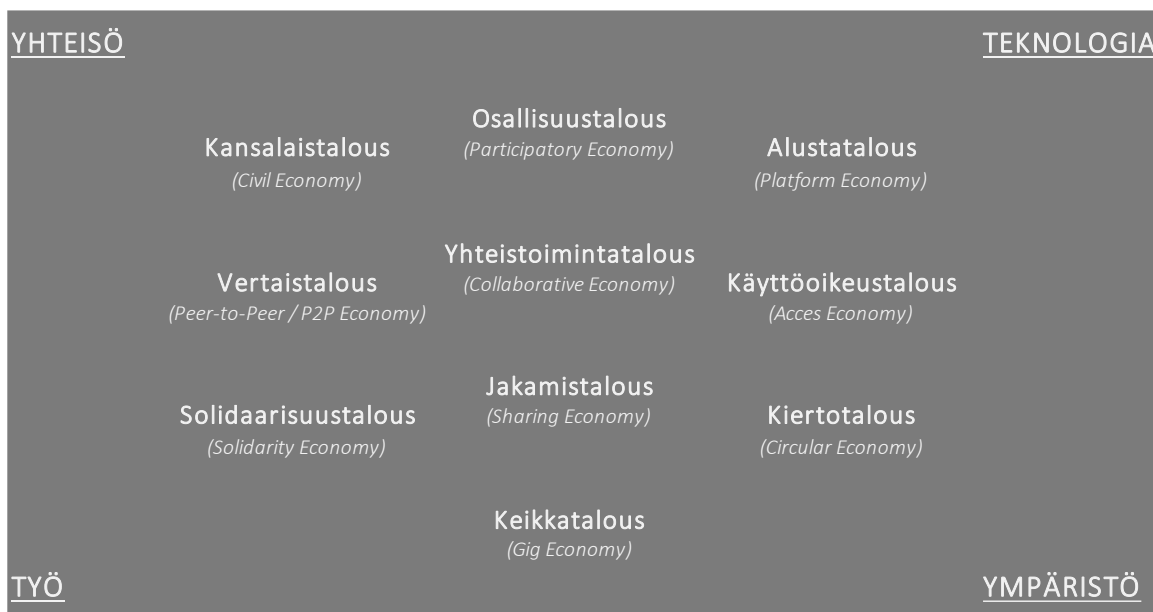 YHTEISÖ
TEKNOLOGIA
Osallisuustalous
(Participatory Economy)
Kansalaistalous
(Civil Economy)
Alustatalous
(Platform Economy)
Yhteistoimintatalous
(Collaborative Economy)
Vertaistalous
(Peer-to-Peer / P2P Economy)
Käyttöoikeustalous
(Acces Economy)
Jakamistalous
(Sharing Economy)
Solidaarisuustalous
(Solidarity Economy)
Kiertotalous
(Circular Economy)
Keikkatalous
(Gig Economy)
TYÖ
YMPÄRISTÖ